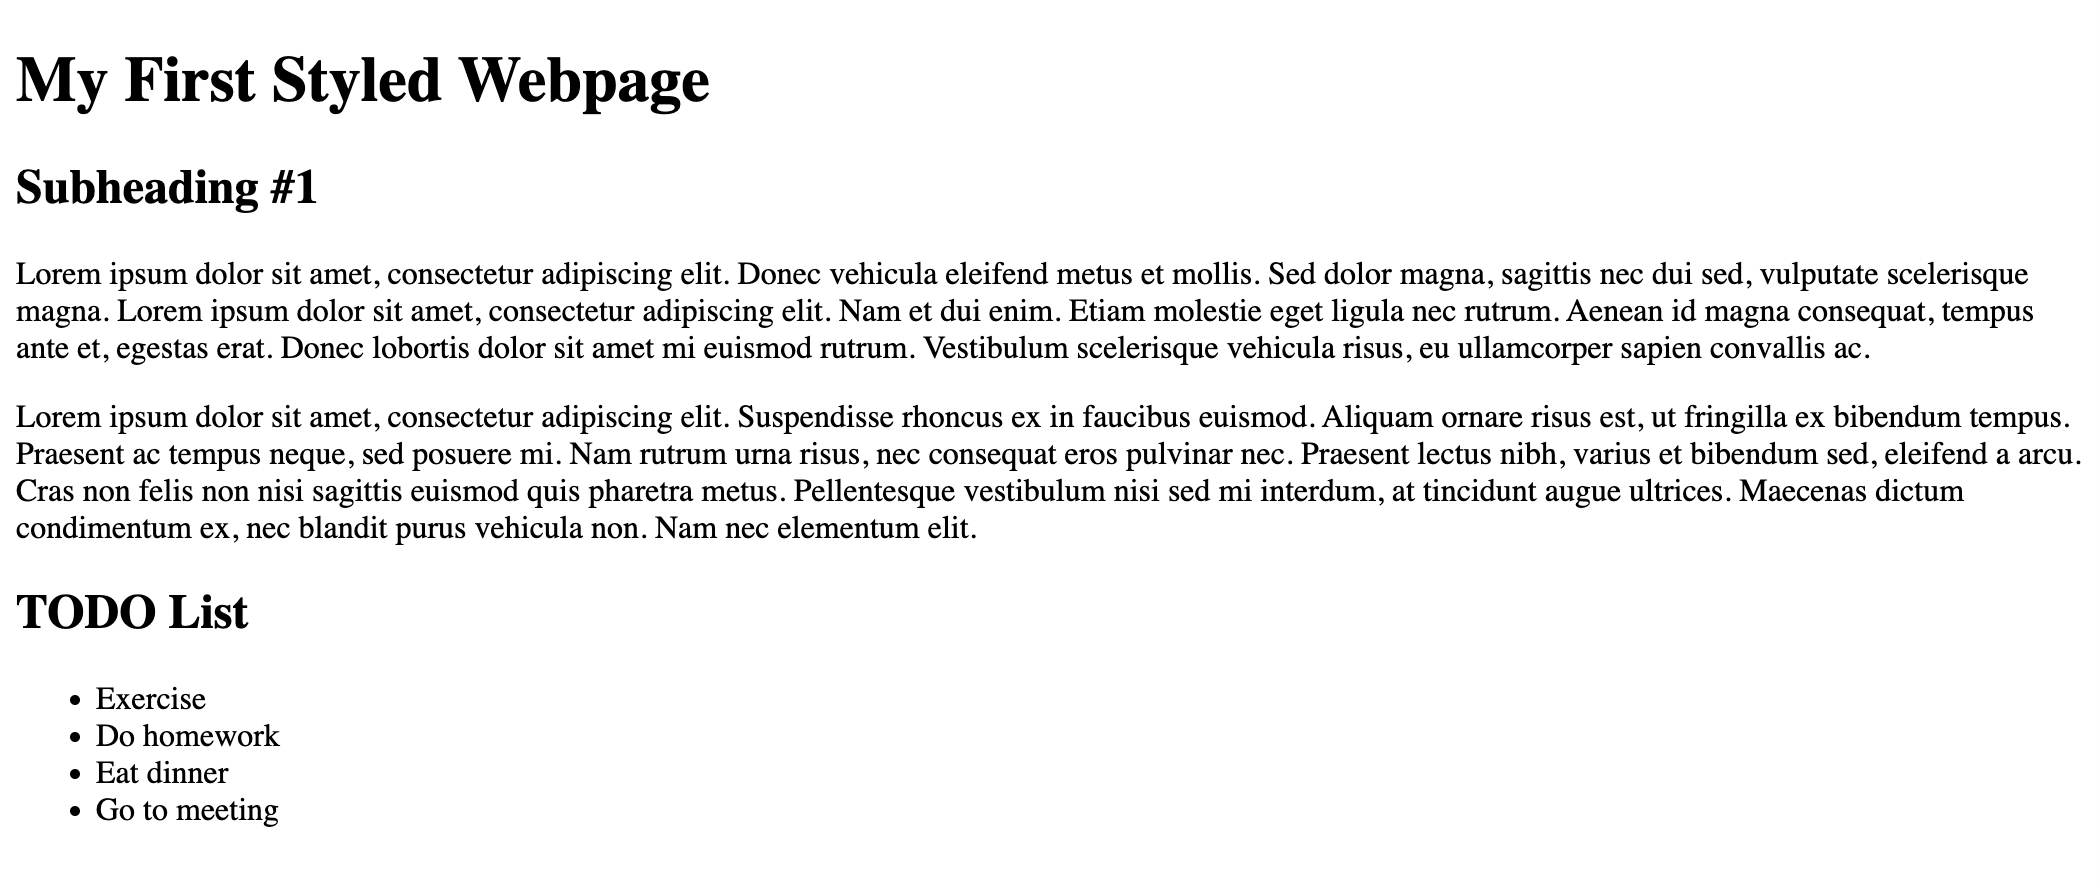 My First Styled Webpage
Subheading #1
Lorem ipsum dolor sit amet, consectetur adipiscing elit. Donec vehicula eleifend metus et mollis. Sed dolor magna, sagittis nec dui sed, vulputate scelerisque
magna. Lorem ipsum dolor sit amet, consectetur adipiscing elit. Nam et dui enim. Etiam molestie eget ligula nec rutrum. Aenean id magna consequat, tempus
ante et, egestas erat. Donec lobortis dolor sit amet mi euismod rutrum. Vestibulum scelerisque vehicula risus, eu ullamcorper sapien convallis ac.
Lorem ipsum dolor sit amet, consectetur adipiscing elit. Suspendisse rhoncus ex in faucibus euismod. Aliquam ornare risus est, ut fringilla ex bibendum tempus.
Praesent ac tempus neque, sed posuere mi. Nam rutrum urna risus, nec consequat eros pulvinar nec. Praesent lectus nibh, varius et bibendum sed, eleifend a arcu.
Cras non felis non nisi sagittis euismod quis pharetra metus. Pellentesque vestibulum nisi sed mi interdum, at tincidunt augue ultrices. Maecenas dictum
condimentum ex, nec blandit purus vehicula non. Nam nec elementum elit.
TODO List
• Exercise
• Do homework
• Eat dinner
• Go to meeting